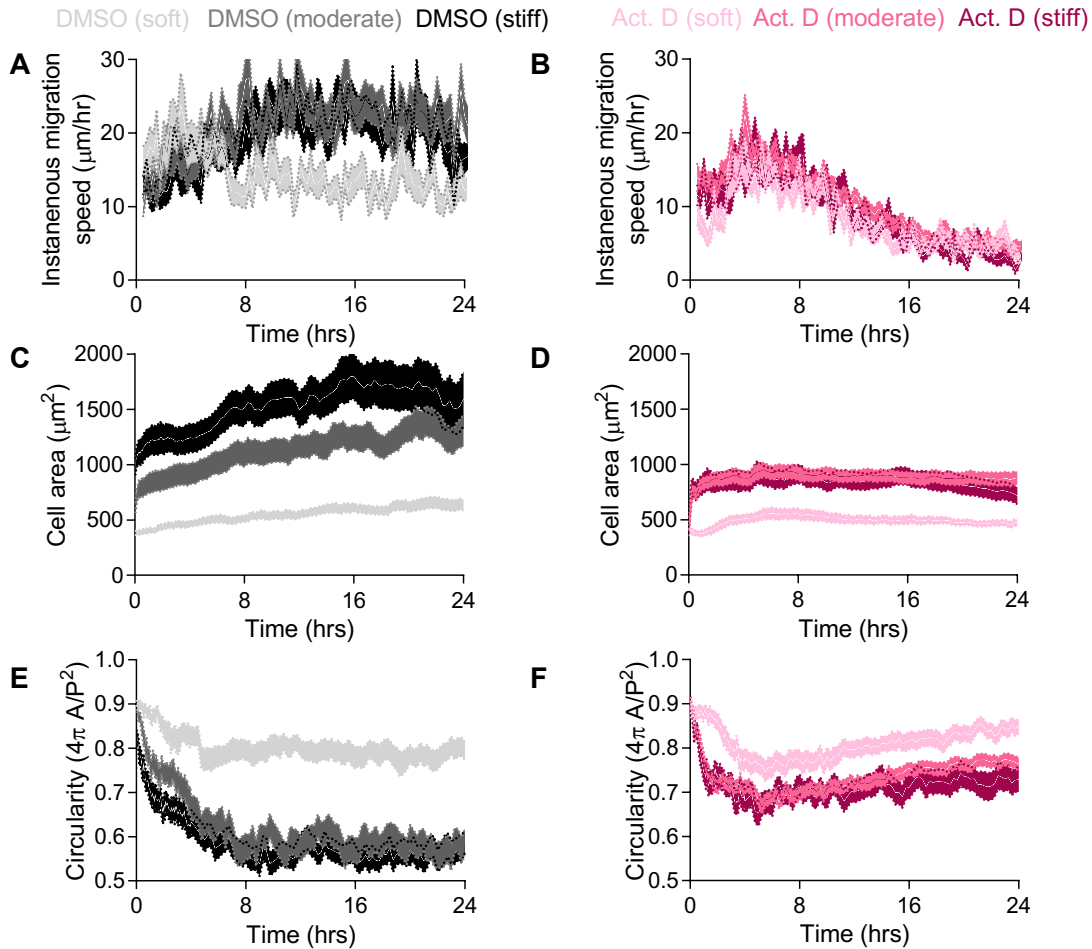 DMSO (soft) DMSO (moderate) DMSO (stiff) Act. D (soft) Act. D (moderate) Act. D (stiff)
A
Instanenous migration
speed (μm/hr)
30
20
10
0
0 8 16 24
Time (hrs)
B
Instanenous migration
speed (μm/hr)
30
20
10
0
0 8 16 24
Time (hrs)
C
Cell area (μm²)
2000
1500
1000
500
0
0 8 16 24
Time (hrs)
D
Cell area (μm²)
2000
1500
1000
500
0
0 8 16 24
Time (hrs)
E
Circularity (4π A/P²)
1.0
0.9
0.8
0.7
0.6
0.5
0 8 16 24
Time (hrs)
F
Circularity (4π A/P²)
1.0
0.9
0.8
0.7
0.6
0.5
0 8 16 24
Time (hrs)